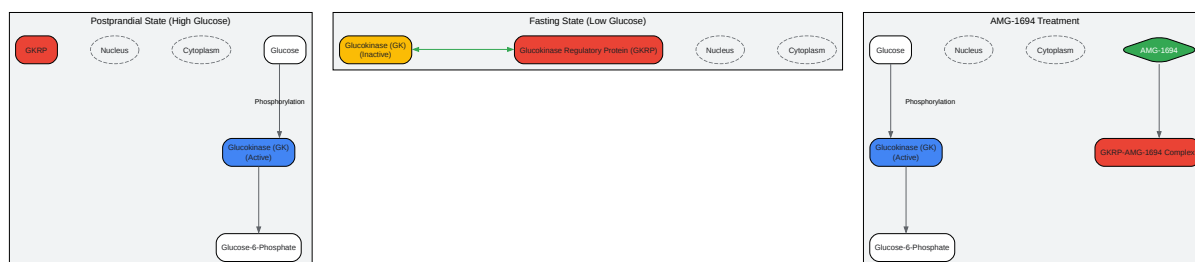 Postprandial State (High Glucose)
GKRP
Nucleus
Cytoplasm
Glucose
Phosphorylation
Glucokinase (GK)
(Active)
Glucose-6-Phosphate
Fasting State (Low Glucose)
Glucokinase (GK)
(Inactive)
Glucokinase Regulatory Protein (GKRP)
Nucleus
Cytoplasm
AMG-1694 Treatment
Glucose
Nucleus
Cytoplasm
AMG-1694
Phosphorylation
Glucokinase (GK)
(Active)
GKRP-AMG-1694 Complex
Glucose-6-Phosphate